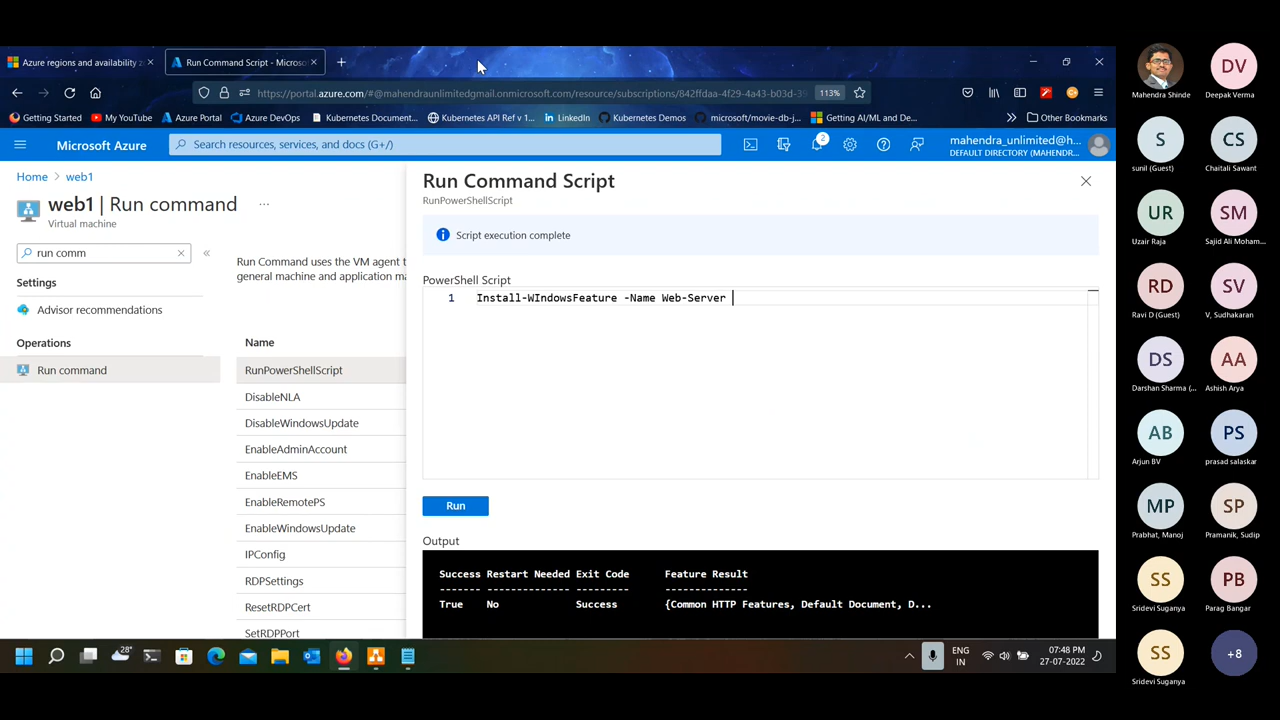 Azure regions and availability z
Run Command Script - Microso
https://portal.azure.com/#@mahendraunlimitedgmail.onmicrosoft.com/resource/subscriptions/842ffdaa-4f29-4a43-b03d-39
113%
Getting Started
My YouTube
Azure Portal
Azure DevOps
Kubernetes Document...
Kubernetes API Ref v 1...
LinkedIn
Kubernetes Demos
microsoft/movie-db-j...
Getting AI/ML and De...
Other Bookmarks
Microsoft Azure
Search resources, services, and docs (G+/)
2
mahendra_unlimited@h...
DEFAULT DIRECTORY (MAHENDR...
Home > web1
web1 | Run command ...
Virtual machine
run comm
Settings
Advisor recommendations
Operations
Run command
Run Command uses the VM agent t
general machine and application ma
Name
RunPowerShellScript
DisableNLA
DisableWindowsUpdate
EnableAdminAccount
EnableEMS
EnableRemotePS
EnableWindowsUpdate
IPConfig
RDPSettings
ResetRDPCert
SetRDPPort
Run Command Script
RunPowerShellScript
Script execution complete
PowerShell Script
1 Install-WIndowsFeature -Name Web-Server
Run
Output
Success Restart Needed Exit Code Feature Result
------- -------------- --------- --------------
True No Success {Common HTTP Features, Default Document, D...
28°
ENG
IN
07:48 PM
27-07-2022
Mahendra Shinde
DV
Deepak Verma
S
sunil (Guest)
CS
Chaitali Sawant
UR
Uzair Raja
SM
Sajid Ali Moham...
RD
Ravi D (Guest)
SV
V, Sudhakaran
DS
Darshan Sharma (...
AA
Ashish Arya
AB
Arjun BV
PS
prasad salaskar
MP
Prabhat, Manoj
SP
Pramanik, Sudip
SS
Sridevi Suganya
PB
Parag Bangar
SS
Sridevi Suganya
+8